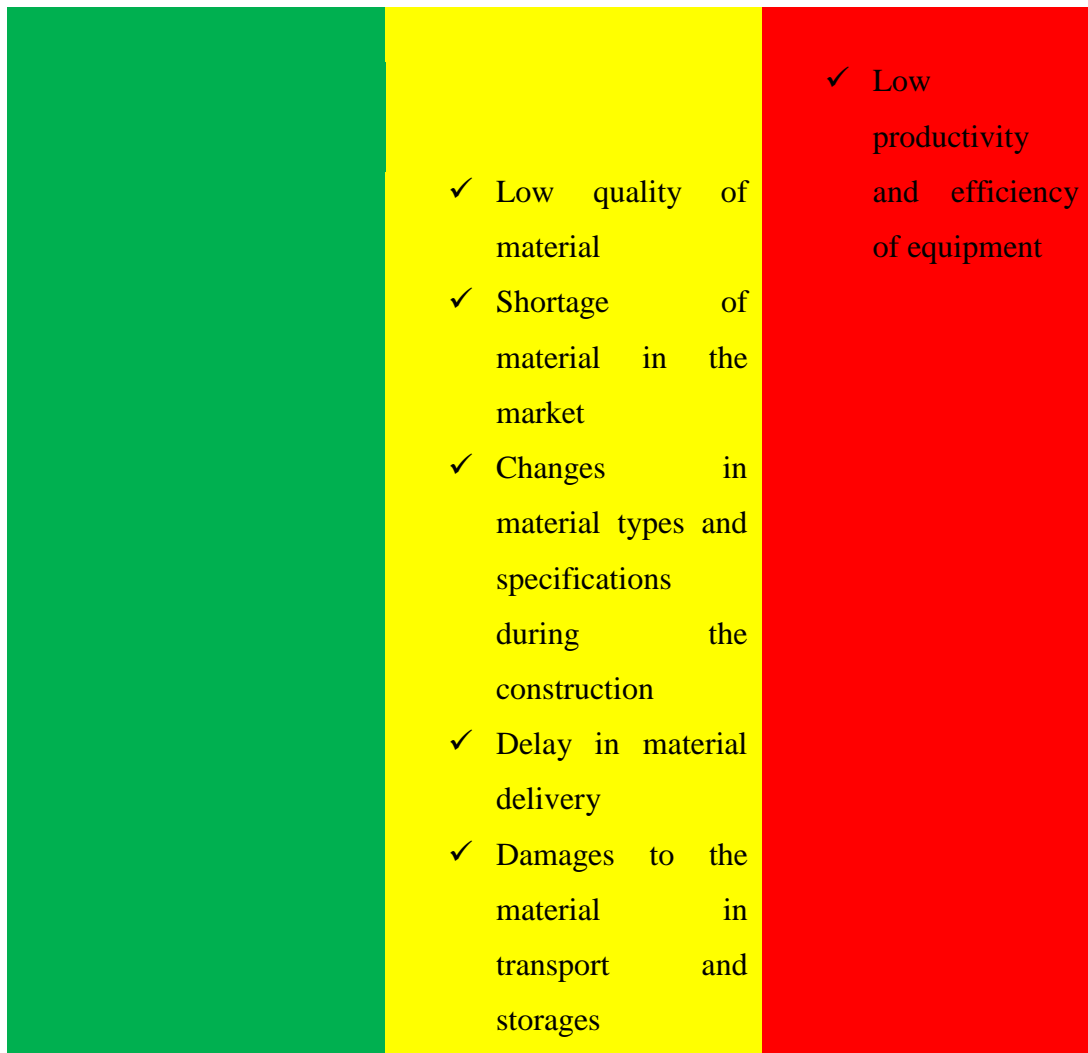 ✓ Low quality of
material
✓ Shortage of
material in the
market
✓ Changes in
material types and
specifications
during the
construction
✓ Delay in material
delivery
✓ Damages to the
material in
transport and
storages
✓ Low
productivity
and efficiency
of equipment